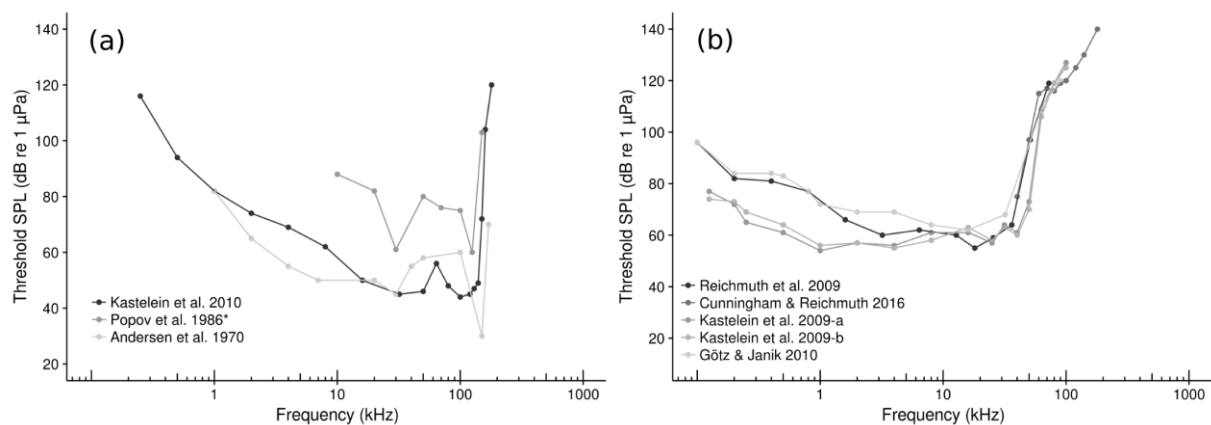 (a)
Threshold SPL (dB re 1 µPa)
140
120
100
80
60
40
20
Kastelein et al. 2010
Popov et al. 1986*
Andersen et al. 1970
1
10
100
1000
Frequency (kHz)
(b)
Threshold SPL (dB re 1 µPa)
140
120
100
80
60
40
20
Reichmuth et al. 2009
Cunningham & Reichmuth 2016
Kastelein et al. 2009-a
Kastelein et al. 2009-b
Götz & Janik 2010
1
10
100
1000
Frequency (kHz)